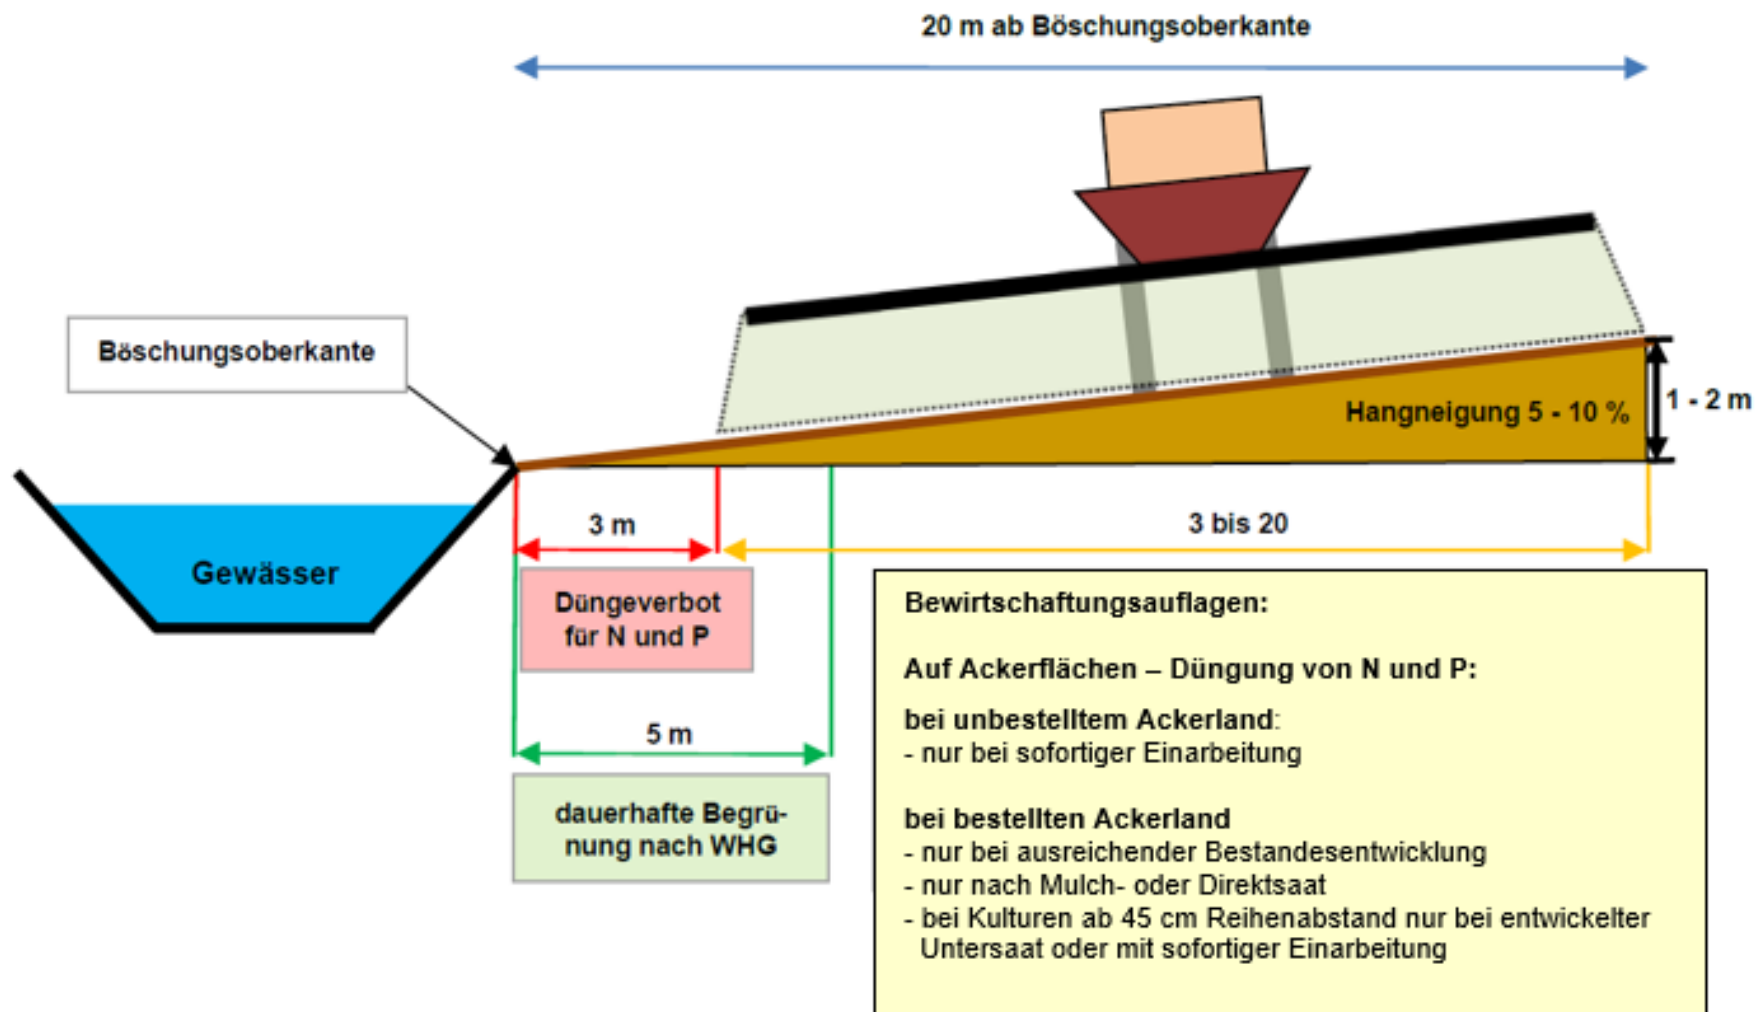 20 m ab Böschungsoberkante
Böschungsoberkante
Hangneigung 5 - 10 %
1 - 2 m
Gewässer
3 m
3 bis 20
Düngeverbot
für N und P
5 m
dauerhafte Begrü-
nung nach WHG
Bewirtschaftungsauflagen:
Auf Ackerflächen – Düngung von N und P:
bei unbestelltem Ackerland:
- nur bei sofortiger Einarbeitung
bei bestellten Ackerland
- nur bei ausreichender Bestandesentwicklung
- nur nach Mulch- oder Direktsaat
- bei Kulturen ab 45 cm Reihenabstand nur bei entwickelter
Untersaat oder mit sofortiger Einarbeitung